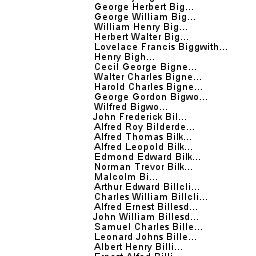 George Herbert Big...
George William Big...
William Henry Big...
Herbert Walter Big...
Lovelace Francis Biggwith...
Henry Bigh...
Cecil George Bigne...
Walter Charles Bigne...
Harold Charles Bigne...
George Gordon Bigwo...
Wilfred Bigwo...
John Frederick Bil...
Alfred Roy Bilderde...
Alfred Thomas Bilk...
Alfred Leopold Bilk...
Edmond Edward Bilk...
Norman Trevor Bilk...
Malcolm Bi...
Arthur Edward Billcli...
Charles William Billcli...
Alfred Ernest Billesd...
John William Billesd...
Samuel Charles Bille...
Leonard Johns Bille...
Albert Henry Billi...